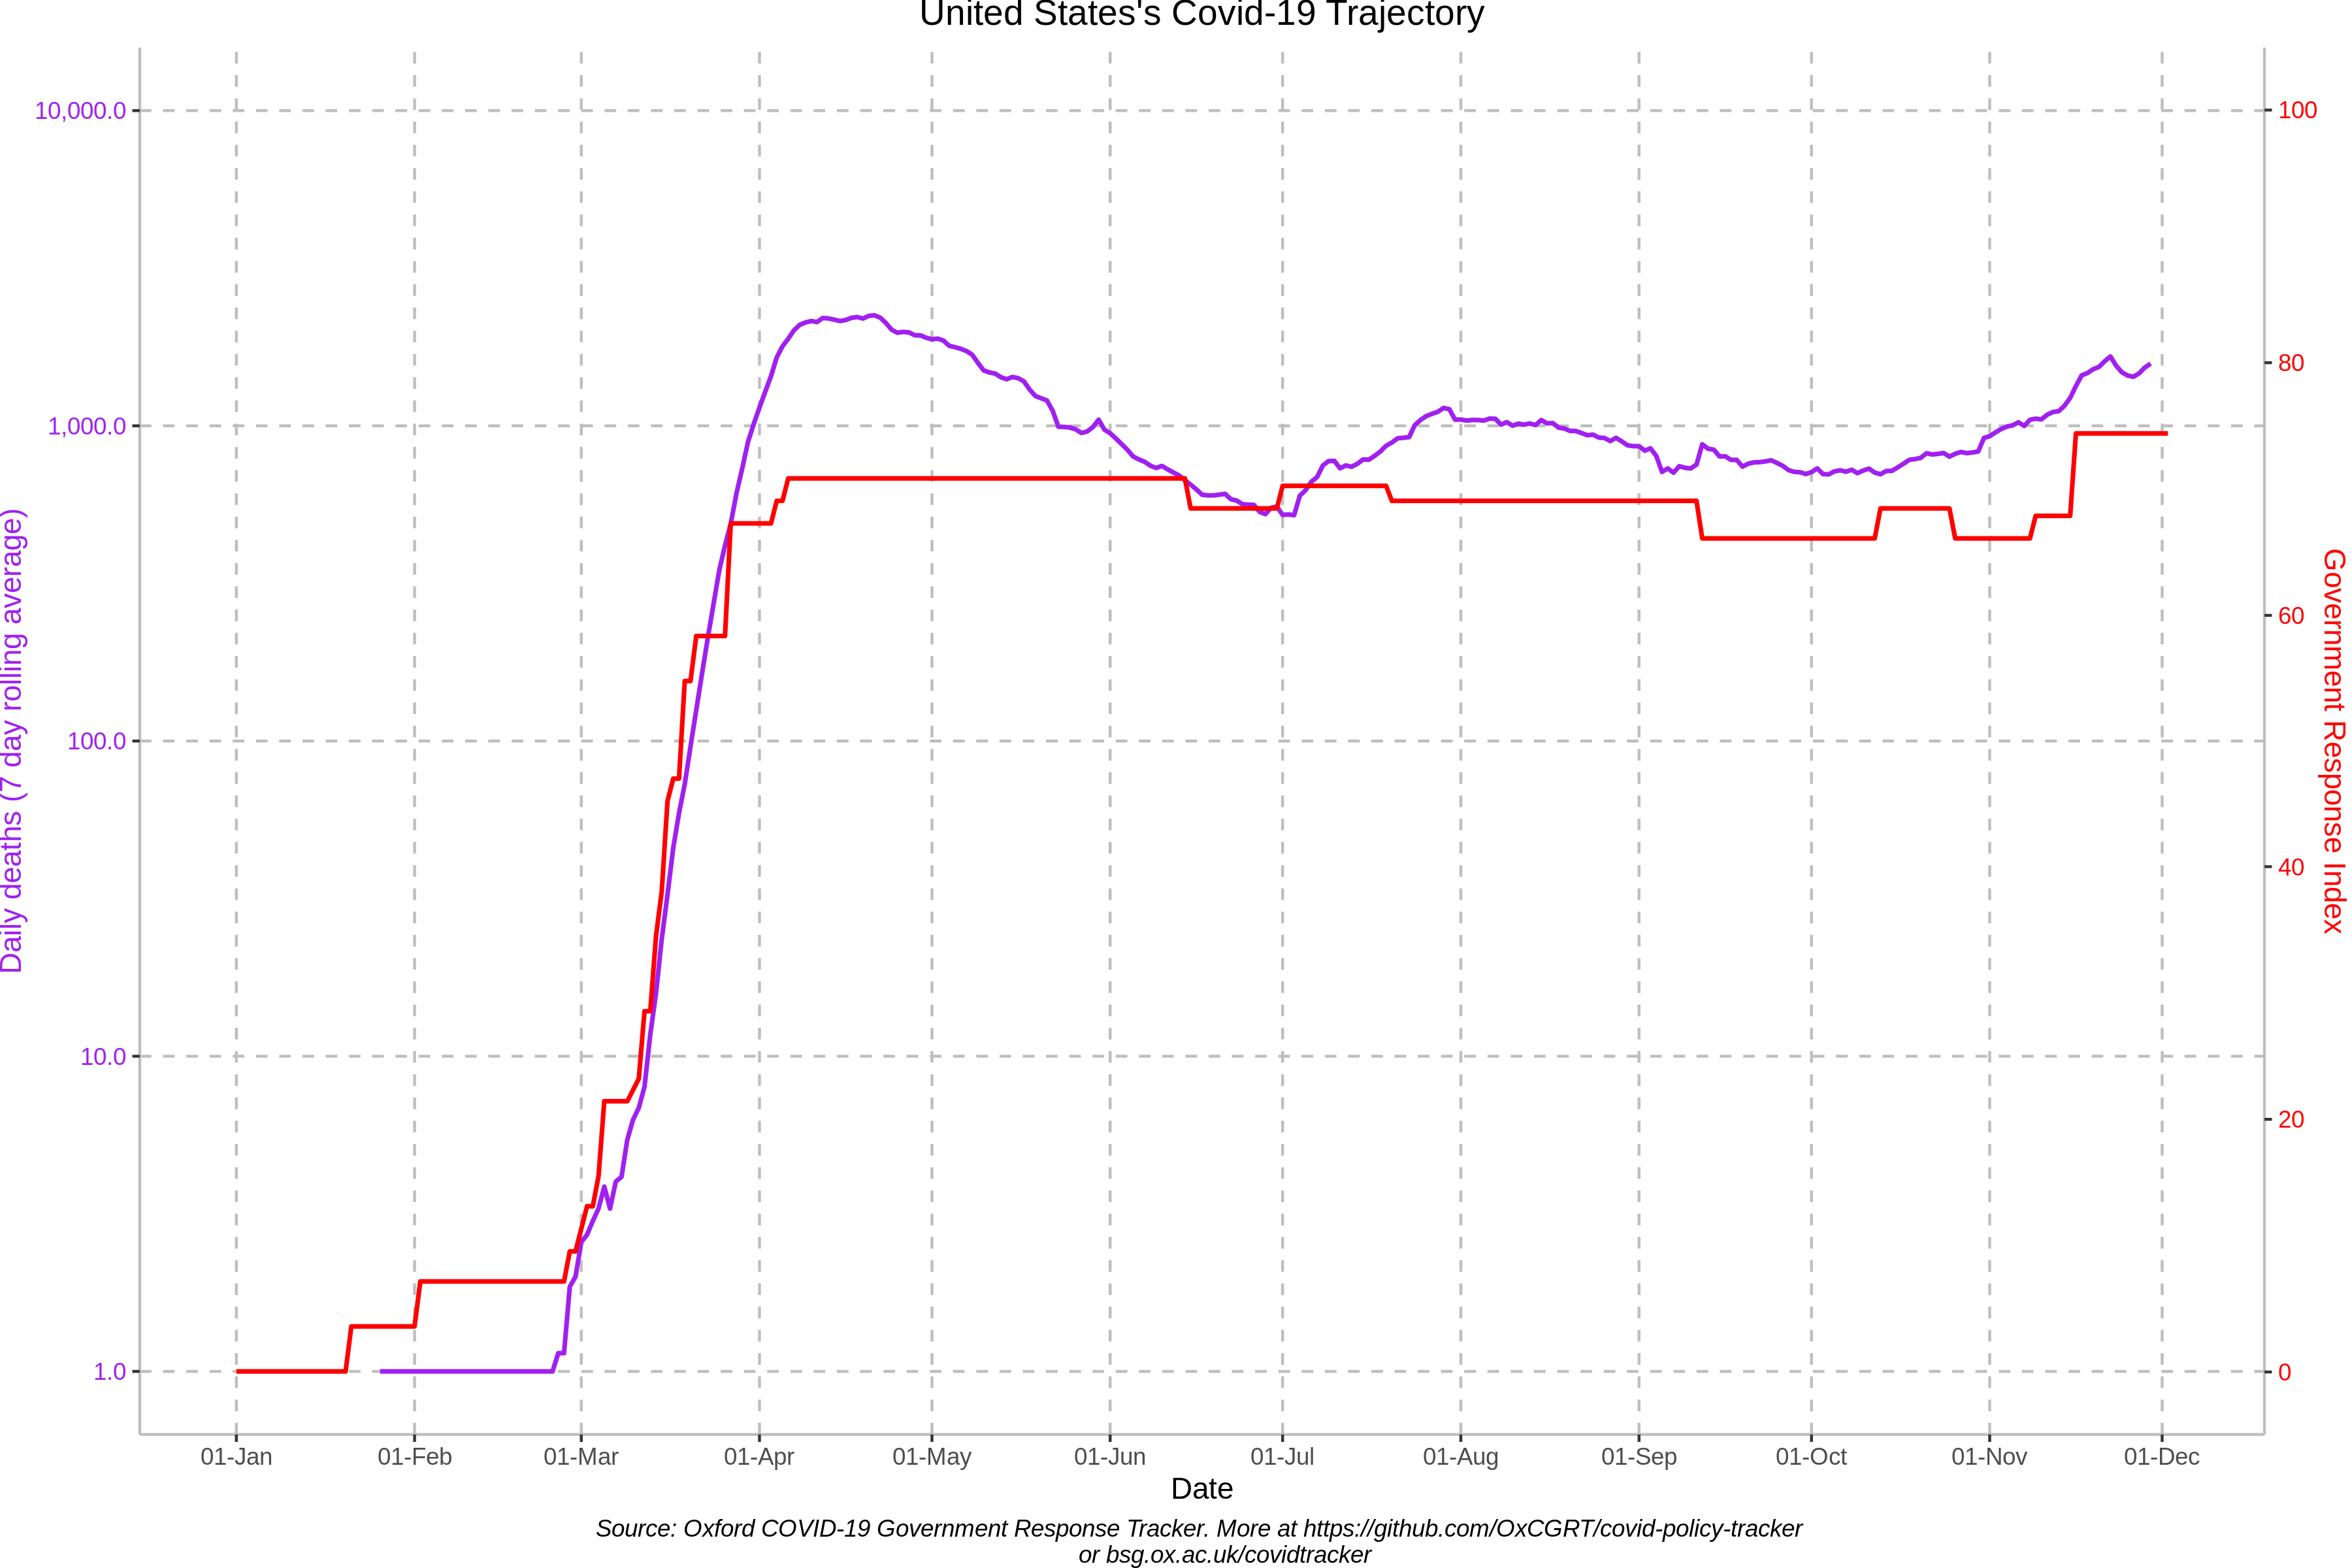 United States's Covid-19 Trajectory
10,000.0
1,000.0
100.0
10.0
1.0
Daily deaths (7 day rolling average)
100
80
60
40
20
0
Government Response Index
01-Jan 01-Feb 01-Mar 01-Apr 01-May 01-Jun 01-Jul 01-Aug 01-Sep 01-Oct 01-Nov 01-Dec
Date
Source: Oxford COVID-19 Government Response Tracker. More at https://github.com/OxCGRT/covid-policy-tracker
or bsg.ox.ac.uk/covidtracker